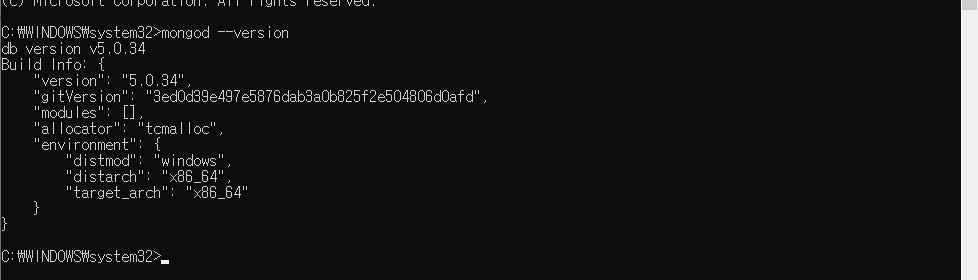 (c) Microsoft Corporation. All rights reserved.
C:₩WINDOWS₩system32>mongod --version
db version v5.0.34
Build Info: {
    "version": "5.0.34",
    "gitVersion": "3ed0d39e497e5876dab3a0b825f2e504806d0afd",
    "modules": [],
    "allocator": "tcmalloc",
    "environment": {
        "distmod": "windows",
        "distarch": "x86_64",
        "target_arch": "x86_64"
    }
}
C:₩WINDOWS₩system32>